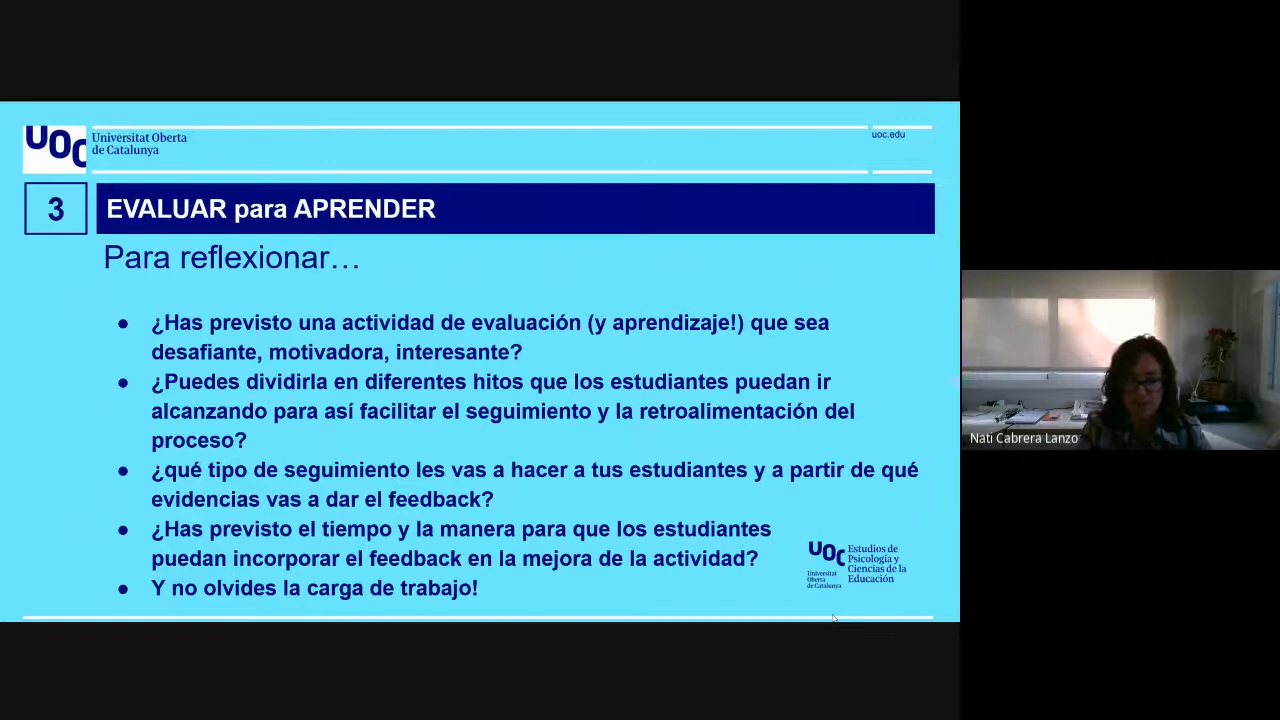 UOC
Universitat Oberta
de Catalunya
uoc.edu
3
EVALUAR para APRENDER
Para reflexionar…
● ¿Has previsto una actividad de evaluación (y aprendizaje!) que sea
desafiante, motivadora, interesante?
● ¿Puedes dividirla en diferentes hitos que los estudiantes puedan ir
alcanzando para así facilitar el seguimiento y la retroalimentación del
proceso?
● ¿qué tipo de seguimiento les vas a hacer a tus estudiantes y a partir de qué
evidencias vas a dar el feedback?
● ¿Has previsto el tiempo y la manera para que los estudiantes
puedan incorporar el feedback en la mejora de la actividad?
● Y no olvides la carga de trabajo!
UOC
Universitat
Oberta
de Catalunya
Estudios de
Psicología y
Ciencias de la
Educación
Nati Cabrera Lanzo